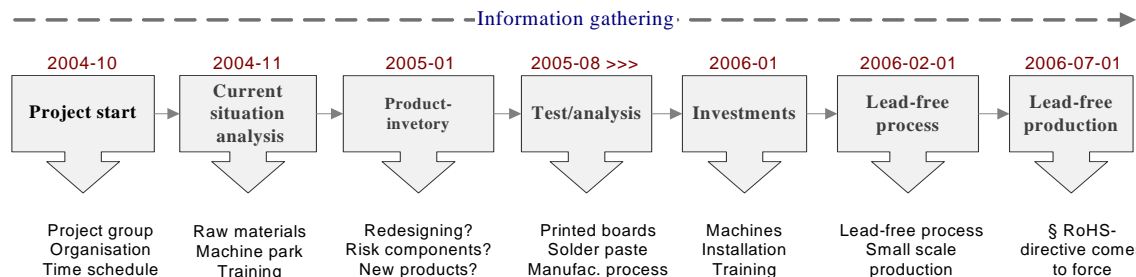 Information gathering
2004-10
Project start
Project group
Organisation
Time schedule
2004-11
Current
situation
analysis
Raw materials
Machine park
Training
2005-01
Product-
invetory
Redesigning?
Risk components?
New products?
2005-08 >>>
Test/analysis
Printed boards
Solder paste
Manufac. process
2006-01
Investments
Machines
Installation
Training
2006-02-01
Lead-free
process
Lead-free process
Small scale
production
2006-07-01
Lead-free
production
§ RoHS-
directive come
to force